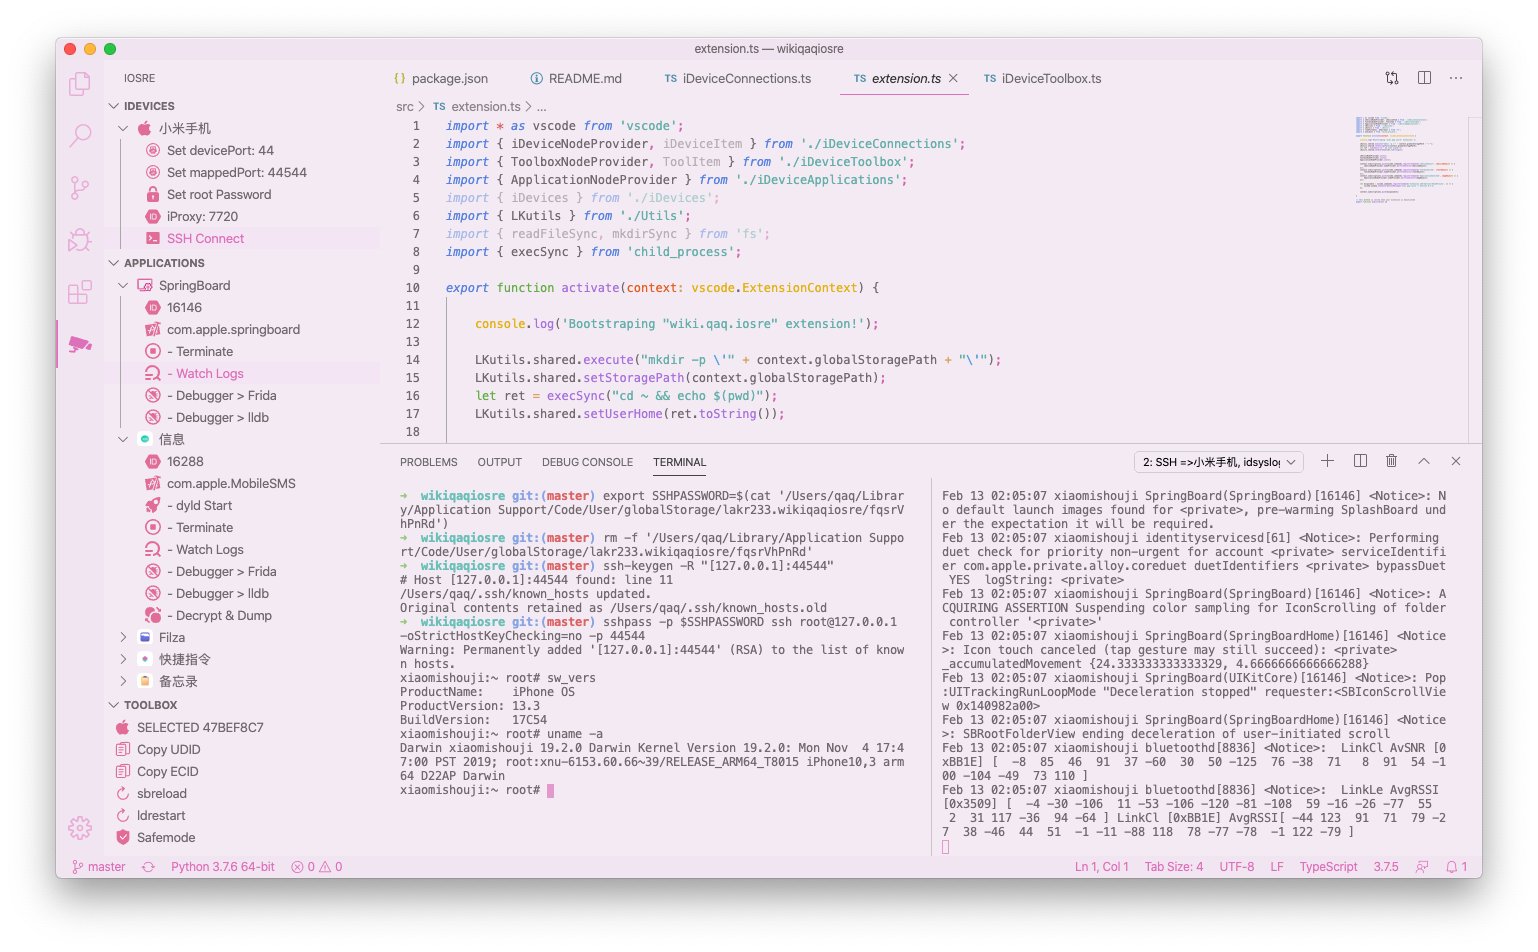 extension.ts — wikiqaqiosre
IOSRE
IDEVICES
小米手机
Set devicePort: 44
Set mappedPort: 44544
Set root Password
iProxy: 7720
SSH Connect
APPLICATIONS
SpringBoard
16146
com.apple.springboard
- Terminate
- Watch Logs
- Debugger > Frida
- Debugger > lldb
信息
16288
com.apple.MobileSMS
- dyld Start
- Terminate
- Watch Logs
- Debugger > Frida
- Debugger > lldb
- Decrypt & Dump
Filza
快捷指令
备忘录
TOOLBOX
SELECTED 47BEF8C7
Copy UDID
Copy ECID
sbreload
ldrestart
Safemode
{} package.json README.md TS iDeviceConnections.ts TS extension.ts TS iDeviceToolbox.ts
src > TS extension.ts > ...
1 import * as vscode from 'vscode';
2 import { iDeviceNodeProvider, iDeviceItem } from './iDeviceConnections';
3 import { ToolboxNodeProvider, ToolItem } from './iDeviceToolbox';
4 import { ApplicationNodeProvider } from './iDeviceApplications';
5 import { iDevices } from './iDevices';
6 import { LKutils } from './Utils';
7 import { readFileSync, mkdirSync } from 'fs';
8 import { execSync } from 'child_process';
9
10 export function activate(context: vscode.ExtensionContext) {
11
12 console.log('Bootstraping "wiki.qaq.iosre" extension!');
13
14 LKutils.shared.execute("mkdir -p \'" + context.globalStoragePath + "\'");
15 LKutils.shared.setStoragePath(context.globalStoragePath);
16 let ret = execSync("cd ~ && echo $(pwd)");
17 LKutils.shared.setUserHome(ret.toString());
18
PROBLEMS OUTPUT DEBUG CONSOLE TERMINAL
2: SSH =>小米手机, idsyslog
→ wikiqaqiosre git:(master) export SSHPASSWORD=$(cat '/Users/qaq/Librar
y/Application Support/Code/User/globalStorage/lakr233.wikiqaqiosre/fqsrV
hPnRd')
→ wikiqaqiosre git:(master) rm -f '/Users/qaq/Library/Application Suppo
rt/Code/User/globalStorage/lakr233.wikiqaqiosre/fqsrVhPnRd'
→ wikiqaqiosre git:(master) ssh-keygen -R "[127.0.0.1]:44544"
# Host [127.0.0.1]:44544 found: line 11
/Users/qaq/.ssh/known_hosts updated.
Original contents retained as /Users/qaq/.ssh/known_hosts.old
→ wikiqaqiosre git:(master) sshpass -p $SSHPASSWORD ssh root@127.0.0.1
-oStrictHostKeyChecking=no -p 44544
Warning: Permanently added '[127.0.0.1]:44544' (RSA) to the list of know
n hosts.
xiaomishouji:~ root# sw_vers
ProductName: iPhone OS
ProductVersion: 13.3
BuildVersion: 17C54
xiaomishouji:~ root# uname -a
Darwin xiaomishouji 19.2.0 Darwin Kernel Version 19.2.0: Mon Nov 4 17:4
7:00 PST 2019; root:xnu-6153.60.66~39/RELEASE_ARM64_T8015 iPhone10,3 arm
64 D22AP Darwin
xiaomishouji:~ root#
Feb 13 02:05:07 xiaomishouji SpringBoard(SpringBoard)[16146] <Notice>: N
o default launch images found for <private>, pre-warming SplashBoard und
er the expectation it will be required.
Feb 13 02:05:07 xiaomishouji identityservicesd[61] <Notice>: Performing
duet check for priority non-urgent for account <private> serviceIdentifi
er com.apple.private.alloy.coreduet duetIdentifiers <private> bypassDuet
YES logString: <private>
Feb 13 02:05:07 xiaomishouji SpringBoard(SpringBoard)[16146] <Notice>: A
CQUIRING ASSERTION Suspending color sampling for IconScrolling of folder
controller '<private>'
Feb 13 02:05:07 xiaomishouji SpringBoard(SpringBoardHome)[16146] <Notice
>: Icon touch canceled (tap gesture may still succeed): <private>
_accumulatedMovement {24.333333333333329, 4.6666666666666288}
Feb 13 02:05:07 xiaomishouji SpringBoard(UIKitCore)[16146] <Notice>: Pop
:UITrackingRunLoopMode "Deceleration stopped" requester:<SBIconScrollVie
w 0x140982a00>
Feb 13 02:05:07 xiaomishouji SpringBoard(SpringBoardHome)[16146] <Notice
>: SBRootFolderView ending deceleration of user-initiated scroll
Feb 13 02:05:07 xiaomishouji bluetoothd[8836] <Notice>: LinkCl AvSNR [0
xBB1E] [ -8 85 46 91 37 -60 30 50 -125 76 -38 71 8 91 54 -1
00 -104 -49 73 110 ]
Feb 13 02:05:07 xiaomishouji bluetoothd[8836] <Notice>: LinkLe AvgRSSI
[0x3509] [ -4 -30 -106 11 -53 -106 -120 -81 -108 59 -16 -26 -77 55
2 31 117 -36 94 -64 ] LinkCl [0xBB1E] AvgRSSI[ -44 123 91 71 79 -2
7 38 -46 44 51 -1 -11 -88 118 78 -77 -78 -1 122 -79 ]
master Python 3.7.6 64-bit 0 0 Ln 1, Col 1 Tab Size: 4 UTF-8 LF TypeScript 3.7.5 1